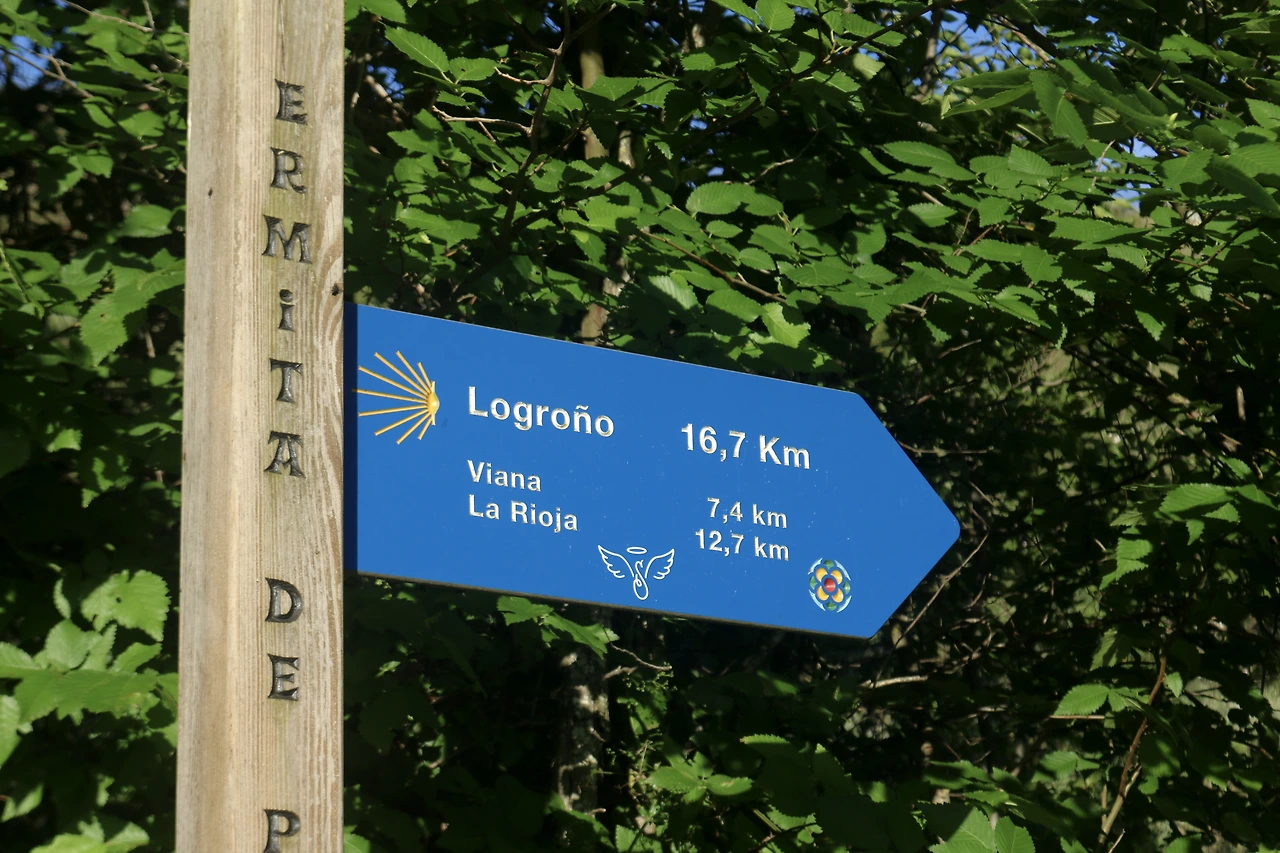 ERMiTA DE P
Logroño 16,7 Km
Viana 7,4 km
La Rioja 12,7 km